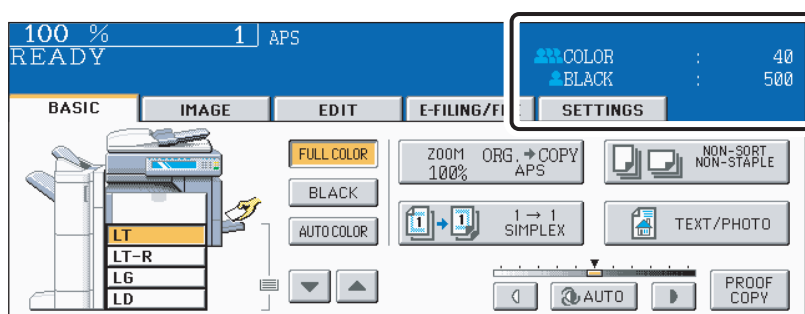 100 % 1 APS
READY
COLOR : 40
BLACK : 500
BASIC IMAGE EDIT E-FILING/F SETTINGS
FULL COLOR
BLACK
AUTO COLOR
ZOOM ORG. → COPY
100% APS
NON-SORT
NON-STAPLE
1 → 1
1 → 1
SIMPLEX
TEXT/PHOTO
LT
LT-R
LG
LD
AUTO
PROOF
COPY